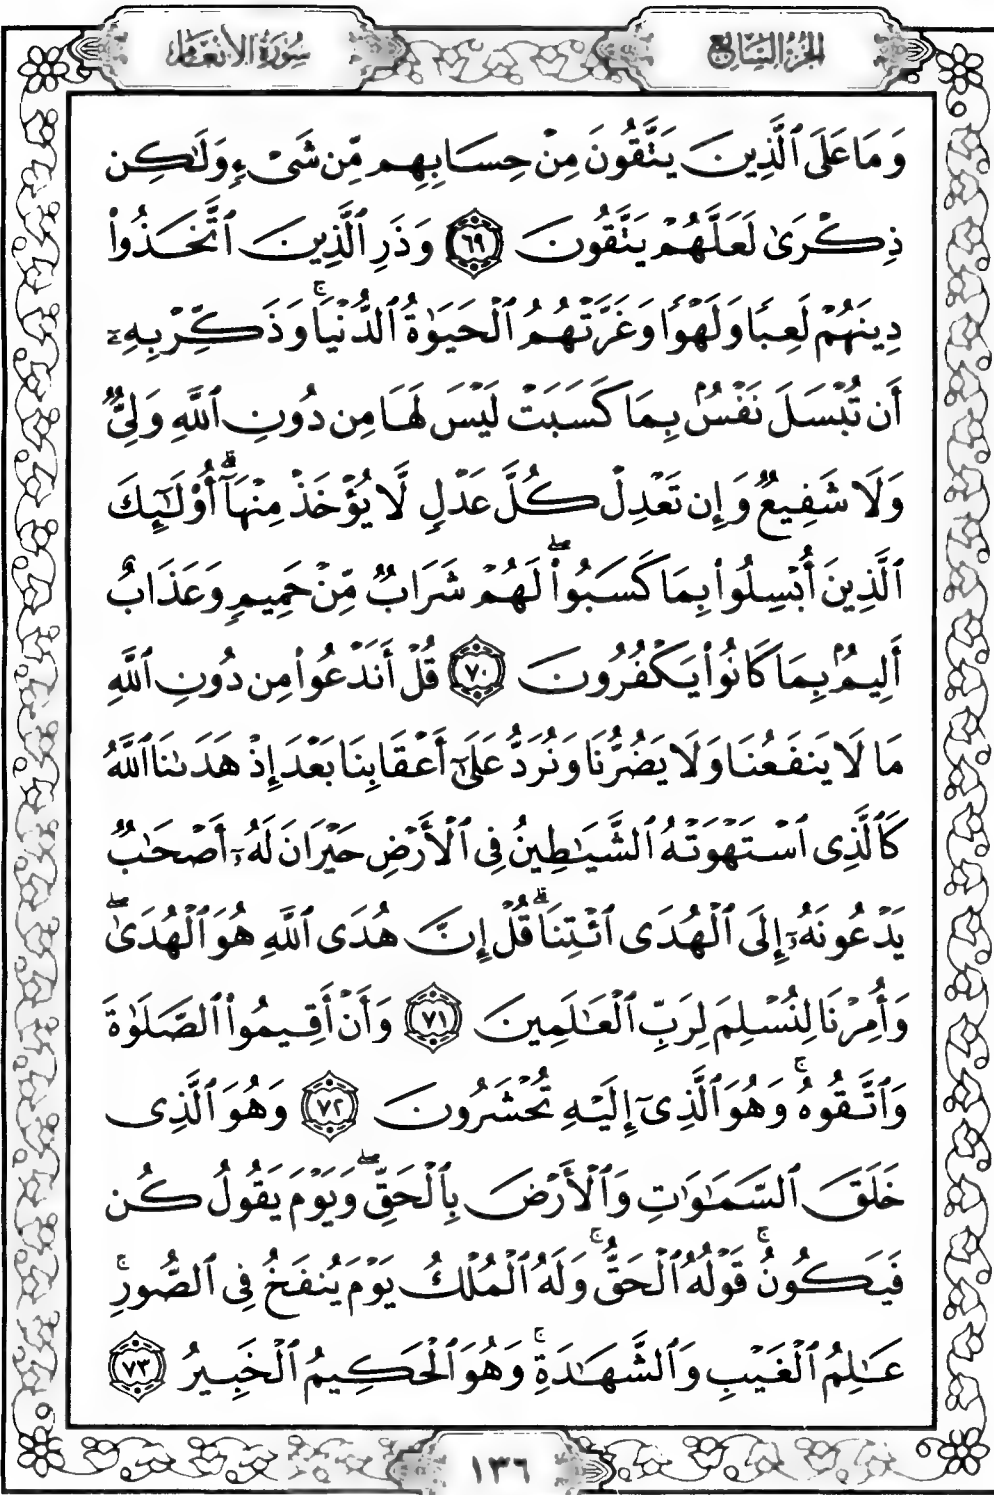 الجزء السابع
سورة الأنعام
وَمَا عَلَى ٱلَّذِينَ يَتَّقُونَ مِنْ حِسَابِهِم مِّن شَىْءٍ وَلَٰكِن
ذِكْرَىٰ لَعَلَّهُمْ يَتَّقُونَ ٦٩ وَذَرِ ٱلَّذِينَ ٱتَّخَذُوا۟
دِينَهُمْ لَعِبًا وَلَهْوًا وَغَرَّتْهُمُ ٱلْحَيَوٰةُ ٱلدُّنْيَا ۚ وَذَكِّرْ بِهِۦٓ
أَن تُبْسَلَ نَفْسٌۢ بِمَا كَسَبَتْ لَيْسَ لَهَا مِن دُونِ ٱللَّهِ وَلِىٌّ
وَلَا شَفِيعٌ وَإِن تَعْدِلْ كُلَّ عَدْلٍ لَّا يُؤْخَذْ مِنْهَآ ۗ أُو۟لَٰٓئِكَ
ٱلَّذِينَ أُبْسِلُوا۟ بِمَا كَسَبُوا۟ ۖ لَهُمْ شَرَابٌ مِّنْ حَمِيمٍ وَعَذَابٌ
أَلِيمٌۢ بِمَا كَانُوا۟ يَكْفُرُونَ ٧٠ قُلْ أَنَدْعُوا۟ مِن دُونِ ٱللَّهِ
مَا لَا يَنفَعُنَا وَلَا يَضُرُّنَا وَنُرَدُّ عَلَىٰٓ أَعْقَابِنَا بَعْدَ إِذْ هَدَىٰنَا ٱللَّهُ
كَٱلَّذِى ٱسْتَهْوَتْهُ ٱلشَّيَٰطِينُ فِى ٱلْأَرْضِ حَيْرَانَ لَهُۥٓ أَصْحَٰبٌ
يَدْعُونَهُۥٓ إِلَى ٱلْهُدَى ٱئْتِنَا ۗ قُلْ إِنَّ هُدَى ٱللَّهِ هُوَ ٱلْهُدَىٰ ۖ
وَأُمِرْنَا لِنُسْلِمَ لِرَبِّ ٱلْعَٰلَمِينَ ٧١ وَأَنْ أَقِيمُوا۟ ٱلصَّلَوٰةَ
وَٱتَّقُوهُ ۚ وَهُوَ ٱلَّذِىٓ إِلَيْهِ تُحْشَرُونَ ٧٢ وَهُوَ ٱلَّذِى
خَلَقَ ٱلسَّمَٰوَٰتِ وَٱلْأَرْضَ بِٱلْحَقِّ ۖ وَيَوْمَ يَقُولُ كُن
فَيَكُونُ ۚ قَوْلُهُ ٱلْحَقُّ ۚ وَلَهُ ٱلْمُلْكُ يَوْمَ يُنفَخُ فِى ٱلصُّورِ ۚ
عَٰلِمُ ٱلْغَيْبِ وَٱلشَّهَٰدَةِ ۚ وَهُوَ ٱلْحَكِيمُ ٱلْخَبِيرُ ٧٣
١٣٦